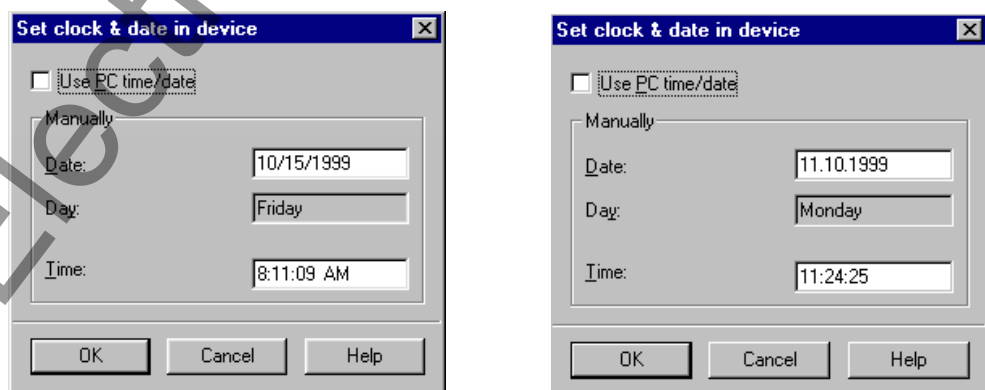 Set clock & date in device
Use PC time/date
Manually
Date: 10/15/1999
Day: Friday
Time: 8:11:09 AM
OK Cancel Help
Set clock & date in device
Use PC time/date
Manually
Date: 11.10.1999
Day: Monday
Time: 11:24:25
OK Cancel Help
Elect